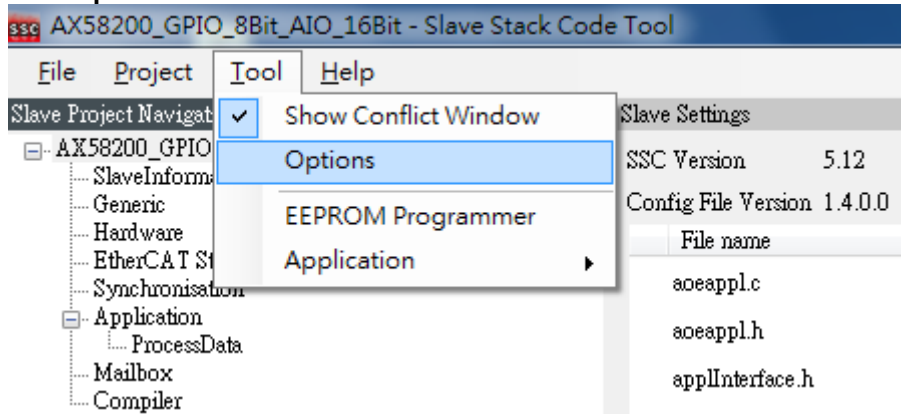 ssc AX58200_GPIO_8Bit_AIO_16Bit - Slave Stack Code Tool
File Project Tool Help
Slave Project Navigat
AX58200_GPIO
SlaveInforma
Generic
Hardware
EtherCAT St
Synchronisation
Application
ProcessData
Mailbox
Compiler
Show Conflict Window
Options
EEPROM Programmer
Application
Slave Settings
SSC Version 5.12
Config File Version 1.4.0.0
File name
aoeappl.c
aoeappl.h
applInterface.h